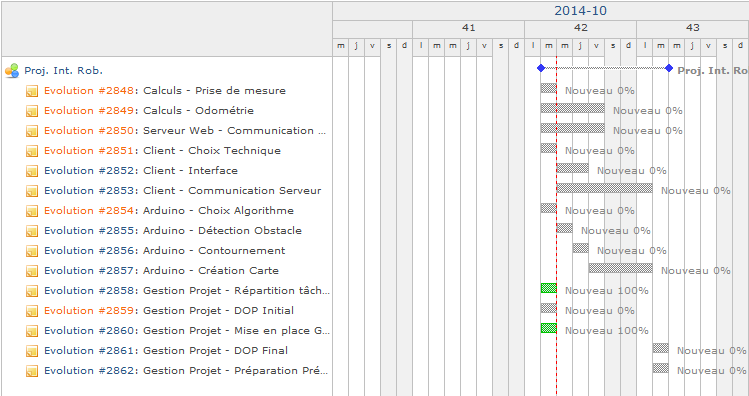 2014-10
41 42 43
m j v s d l m m j v s d l m m j v s d l m m j v s d
Proj. Int. Rob. Proj. Int. Ro
Evolution #2848: Calculs - Prise de mesure Nouveau 0%
Evolution #2849: Calculs - Odométrie Nouveau 0%
Evolution #2850: Serveur Web - Communication ... Nouveau 0%
Evolution #2851: Client - Choix Technique Nouveau 0%
Evolution #2852: Client - Interface Nouveau 0%
Evolution #2853: Client - Communication Serveur Nouveau 0%
Evolution #2854: Arduino - Choix Algorithme Nouveau 0%
Evolution #2855: Arduino - Détection Obstacle Nouveau 0%
Evolution #2856: Arduino - Contournement Nouveau 0%
Evolution #2857: Arduino - Création Carte Nouveau 0%
Evolution #2858: Gestion Projet - Répartition tâch... Nouveau 100%
Evolution #2859: Gestion Projet - DOP Initial Nouveau 0%
Evolution #2860: Gestion Projet - Mise en place G... Nouveau 100%
Evolution #2861: Gestion Projet - DOP Final Nouveau 0%
Evolution #2862: Gestion Projet - Préparation Pré... Nouveau 0%